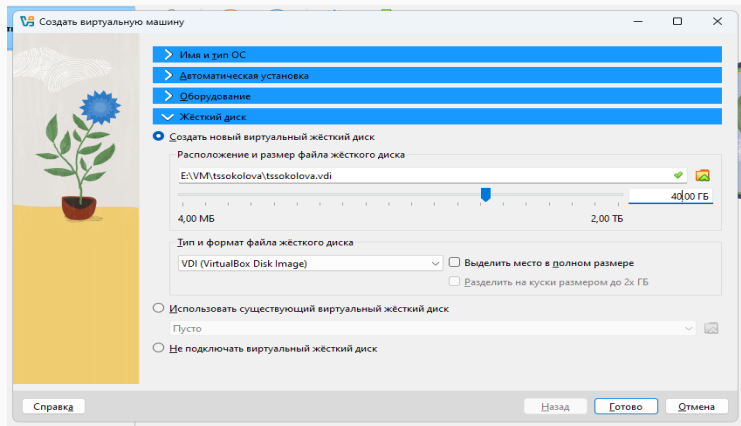 Создать виртуальную машину
Имя и тип ОС
Автоматическая установка
Оборудование
Жёсткий диск
Создать новый виртуальный жёсткий диск
Расположение и размер файла жёсткого диска
E:\VM\tssokolova\tssokolova.vdi
40,00 ГБ
4,00 МБ 2,00 ТБ
Тип и формат файла жёсткого диска
VDI (VirtualBox Disk Image) Выделить место в полном размере
Разделить на куски размером до 2х ГБ
Использовать существующий виртуальный жёсткий диск
Пусто
Не подключать виртуальный жёсткий диск
Справка Назад Готово Отмена